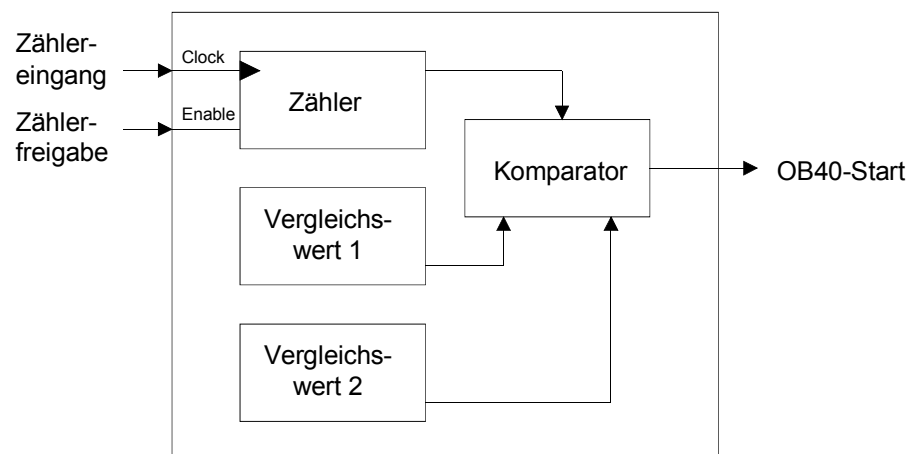 Zähler-
eingang
Clock
Zähler-
freigabe
Enable
Zähler
Komparator
OB40-Start
Vergleichs-
wert 1
Vergleichs-
wert 2